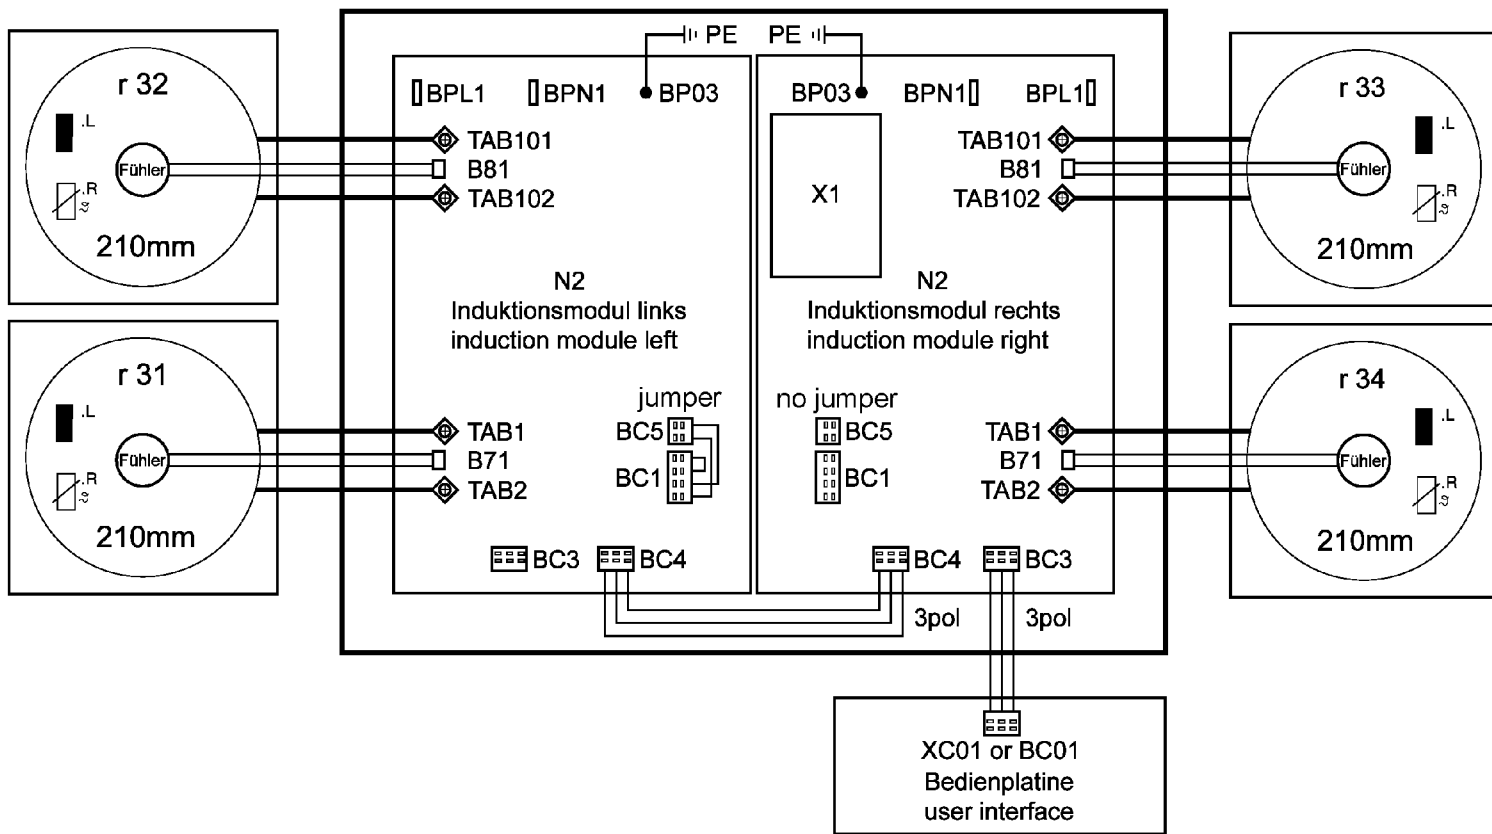 PE PE
r 32
.L
Fühler
.R
ϑ
210mm
r 31
.L
Fühler
.R
ϑ
210mm
BPL1 BPN1 BP03
TAB101
B81
TAB102
N2
Induktionsmodul links
induction module left
jumper
BC5
BC1
TAB1
B71
TAB2
BC3 BC4
BP03 BPN1 BPL1
TAB101
B81
TAB102
X1
N2
Induktionsmodul rechts
induction module right
no jumper
BC5
BC1
TAB1
B71
TAB2
BC4 BC3
3pol 3pol
r 33
.L
Fühler
.R
ϑ
210mm
r 34
.L
Fühler
.R
ϑ
210mm
XC01 or BC01
Bedienplatine
user interface